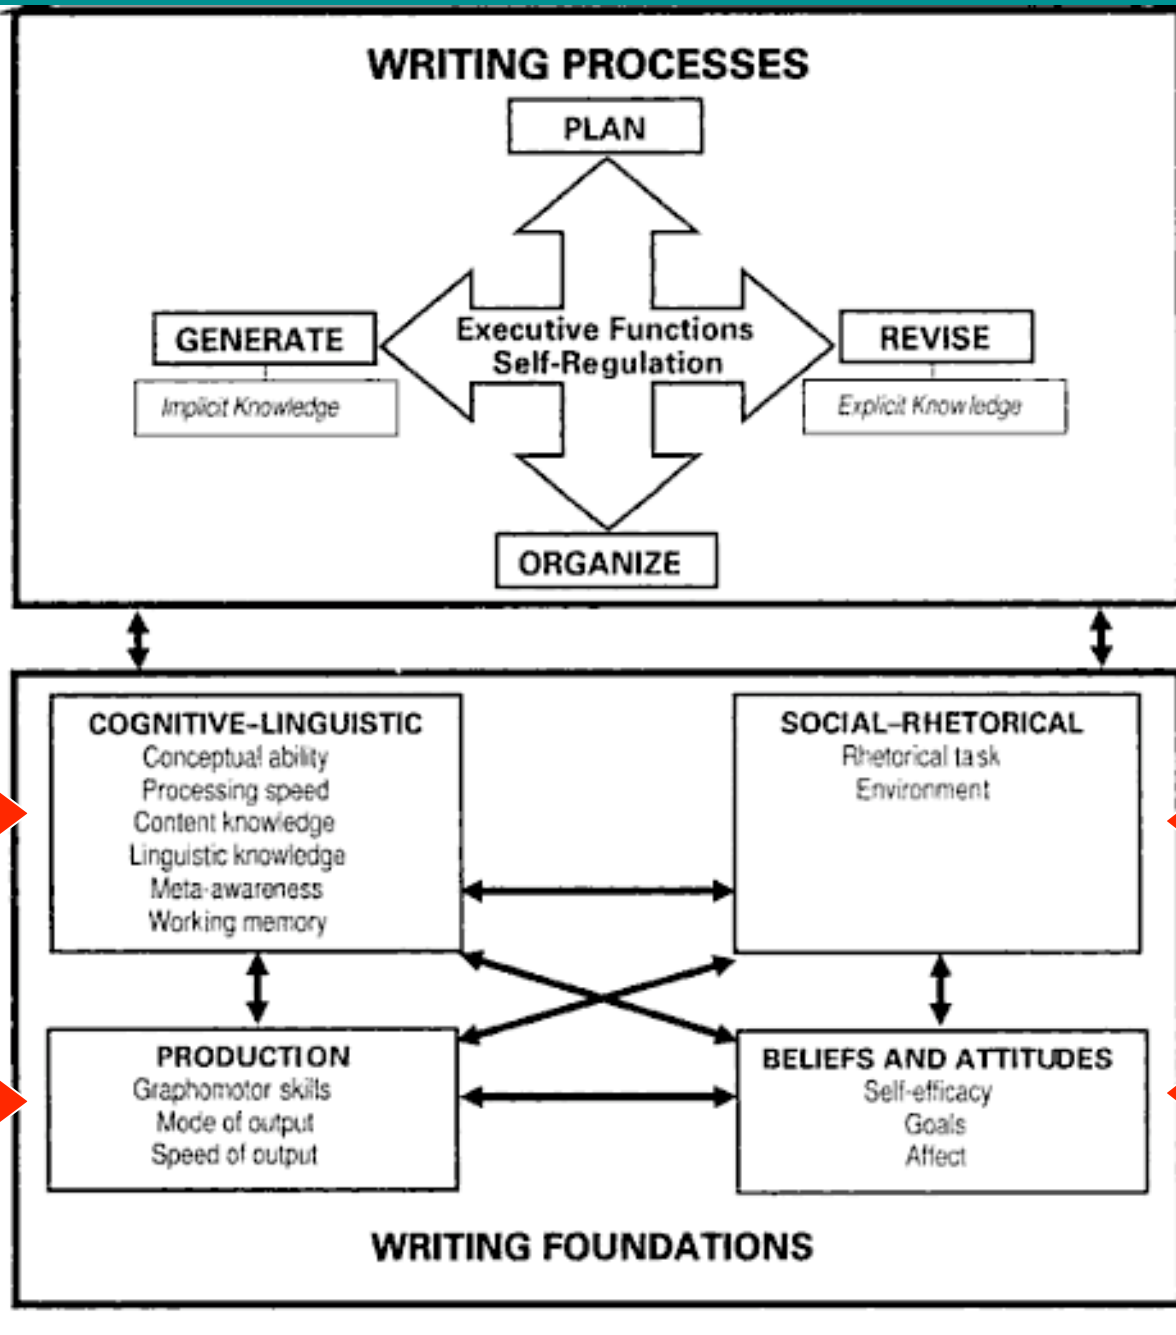 WRITING PROCESSES
PLAN
GENERATE
Implicit Knowledge
Executive Functions
Self-Regulation
REVISE
Explicit Knowledge
ORGANIZE
COGNITIVE–LINGUISTIC
Conceptual ability
Processing speed
Content knowledge
Linguistic knowledge
Meta-awareness
Working memory
SOCIAL–RHETORICAL
Rhetorical task
Environment
PRODUCTION
Graphomotor skills
Mode of output
Speed of output
BELIEFS AND ATTITUDES
Self-efficacy
Goals
Affect
WRITING FOUNDATIONS